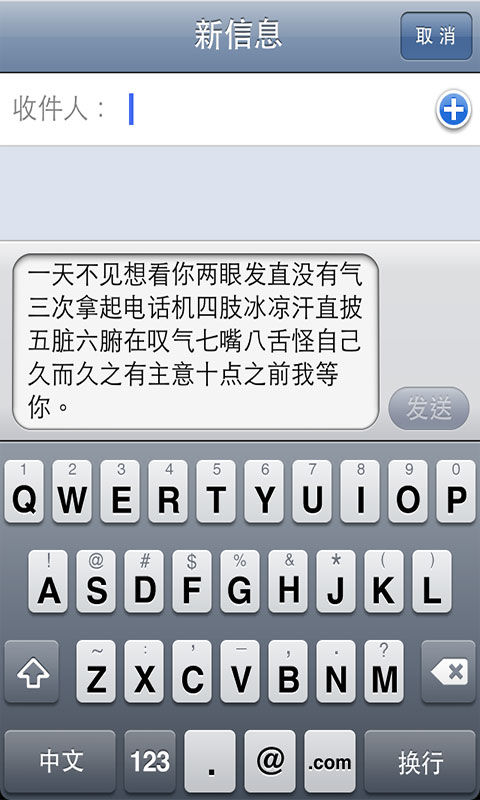 新信息
取消
收件人：
一天不见想看你两眼发直没有气
三次拿起电话机四肢冰凉汗直披
五脏六腑在叹气七嘴八舌怪自己
久而久之有主意十点之前我等
你。
发送
1 2 3 4 5 6 7 8 9 0
Q W E R T Y U I O P
! @ # $ % & * ( )
A S D F G H J K L
~ : ' _ , . ?
Z X C V B N M
中文 123 . @ .com 换行